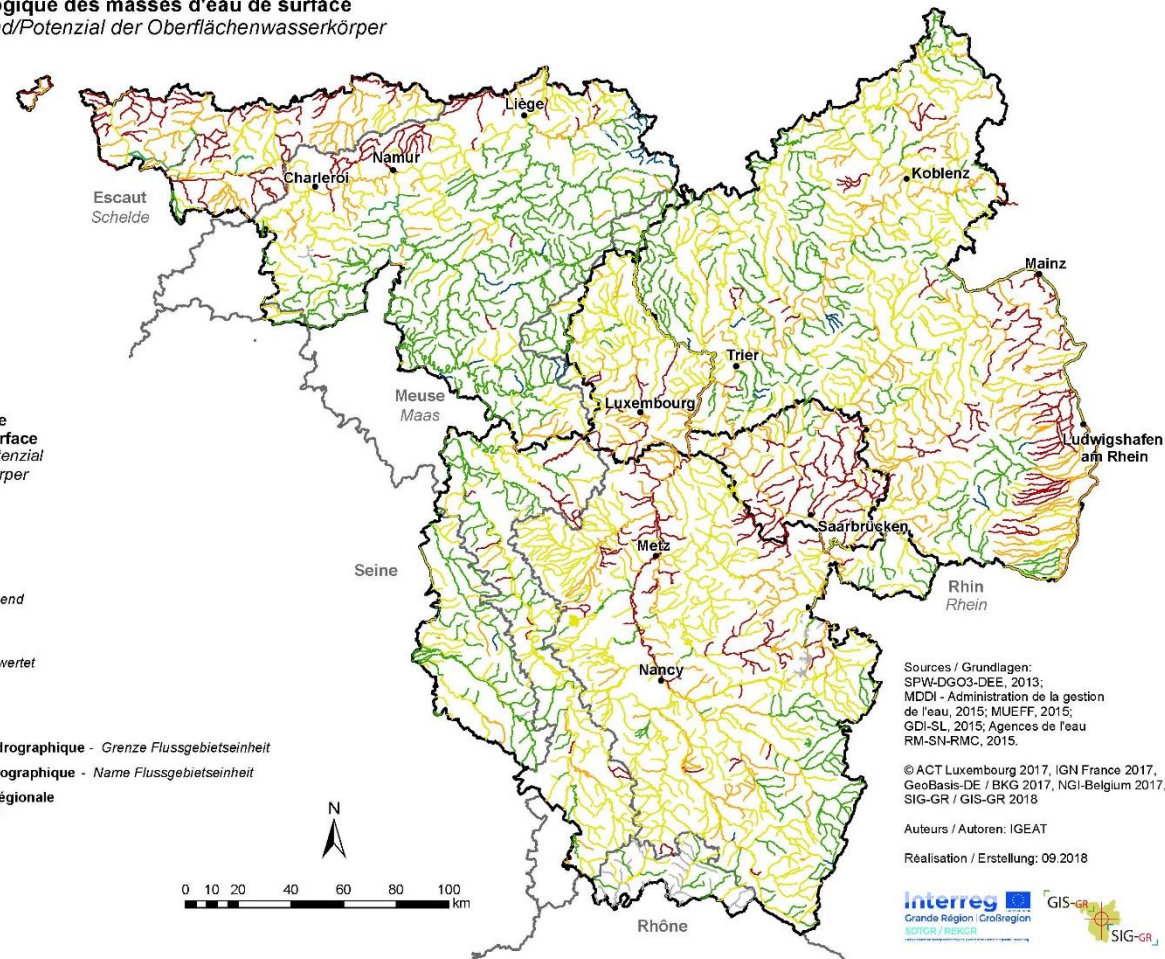 ogique des masses d'eau de surface
nd/Potenzial der Oberflächenwasserkörper
Liège
Namur
Charleroi
Koblenz
Escaut
Schelde
Mainz
Trier
Meuse
Maas
Luxembourg
e
rface
tenzial
rper
Ludwigshafen
am Rhein
Saarbrücken
Metz
Seine
Rhin
Rhein
end
wertet
Nancy
drographique - Grenze Flussgebietseinheit
rographique - Name Flussgebietseinheit
égionale
N
0 10 20 40 60 80 100
km
Rhône
Sources / Grundlagen:
SPW-DGO3-DEE, 2013;
MDDI - Administration de la gestion
de l'eau, 2015; MUEFF, 2015;
GDI-SL, 2015; Agences de l'eau
RM-SN-RMC, 2015.
© ACT Luxembourg 2017, IGN France 2017,
GeoBasis-DE / BKG 2017, NGI-Belgium 2017,
SIG-GR / GIS-GR 2018
Auteurs / Autoren: IGEAT
Réalisation / Erstellung: 09.2018
Interreg
Grande Région | Großregion
SDTGR / REKGR
GIS-GR
SIG-GR